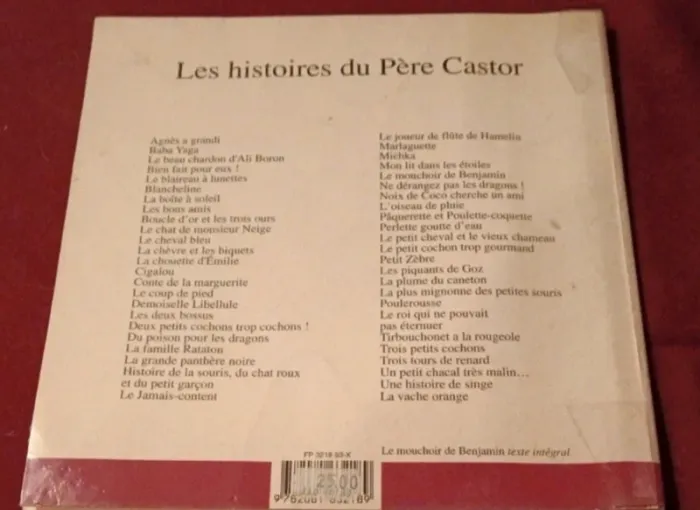 Les histoires du Père Castor
Agnès a grandi
Baba Yaga
Le beau chardon d'Ali Boron
Bien fait pour eux !
Le blaireau à lunettes
Blancheline
La boîte à soleil
Les bons amis
Boucle d'or et les trois ours
Le chat de monsieur Neige
Le cheval bleu
La chèvre et les biquets
La chouette d'Émilie
Cigalou
Conte de la marguerite
Le coup de pied
Demoiselle Libellule
Les deux bossus
Deux petits cochons trop cochons !
Du poison pour les dragons
La famille Rataton
La grande panthère noire
Histoire de la souris, du chat roux
et du petit garçon
Le Jamais-content
Le joueur de flûte de Hamelin
Marlaguette
Michka
Mon lit dans les étoiles
Le mouchoir de Benjamin
Ne dérangez pas les dragons !
Noix de Coco cherche un ami
L'oiseau de pluie
Pâquerette et Poulette-coquette
Perlette goutte d'eau
Le petit cheval et le vieux chameau
Le petit cochon trop gourmand
Petit Zèbre
Les piquants de Goz
La plume du caneton
La plus mignonne des petites souris
Poulerousse
Le roi qui ne pouvait
pas éternuer
Tirbouchonet a la rougeole
Trois petits cochons
Trois tours de renard
Un petit chacal très malin...
Une histoire de singe
La vache orange
Le mouchoir de Benjamin texte intégral.
25,00